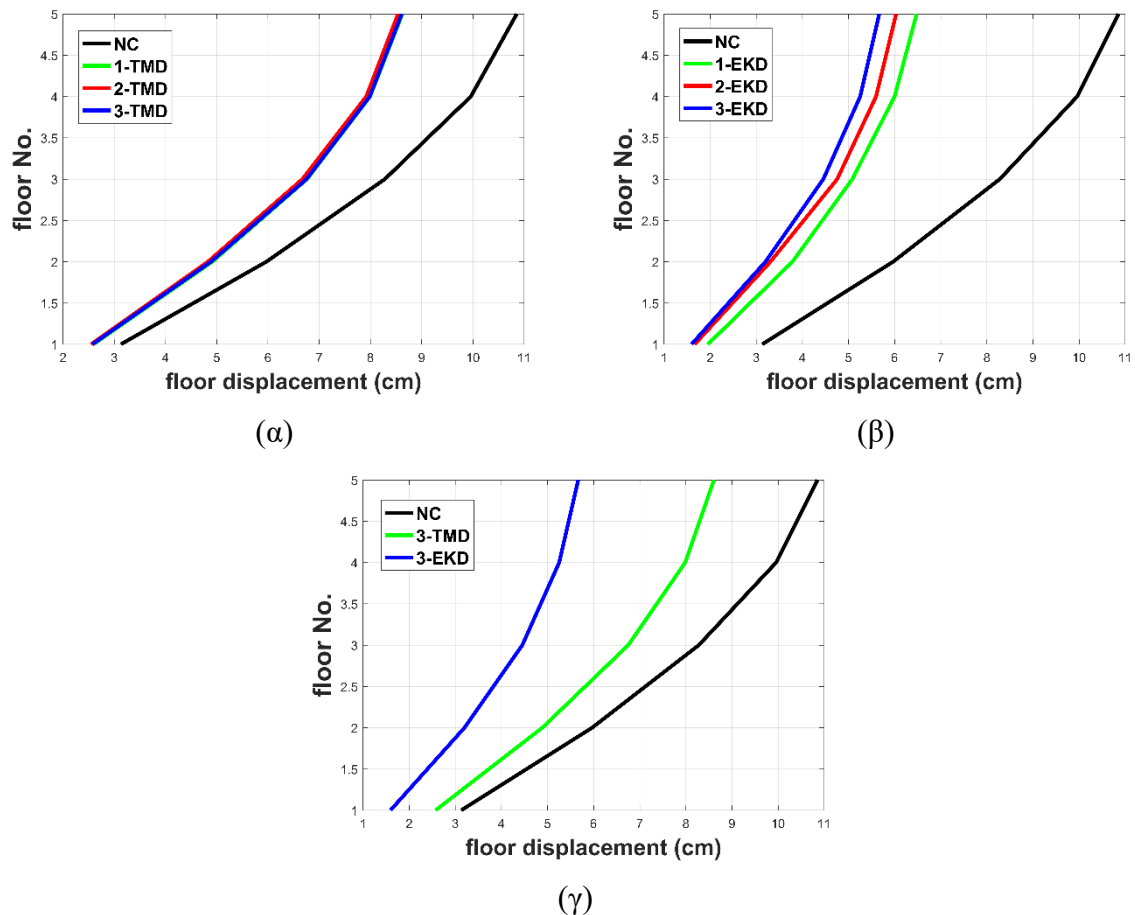 5
4.5
4
3.5
3
2.5
2
1.5
1
floor No.
NC
1-TMD
2-TMD
3-TMD
2 3 4 5 6 7 8 9 10 11
floor displacement (cm)
(α)
5
4.5
4
3.5
3
2.5
2
1.5
1
floor No.
NC
1-EKD
2-EKD
3-EKD
1 2 3 4 5 6 7 8 9 10 11
floor displacement (cm)
(β)
5
4.5
4
3.5
3
2.5
2
1.5
1
floor No.
NC
3-TMD
3-EKD
1 2 3 4 5 6 7 8 9 10 11
floor displacement (cm)
(γ)